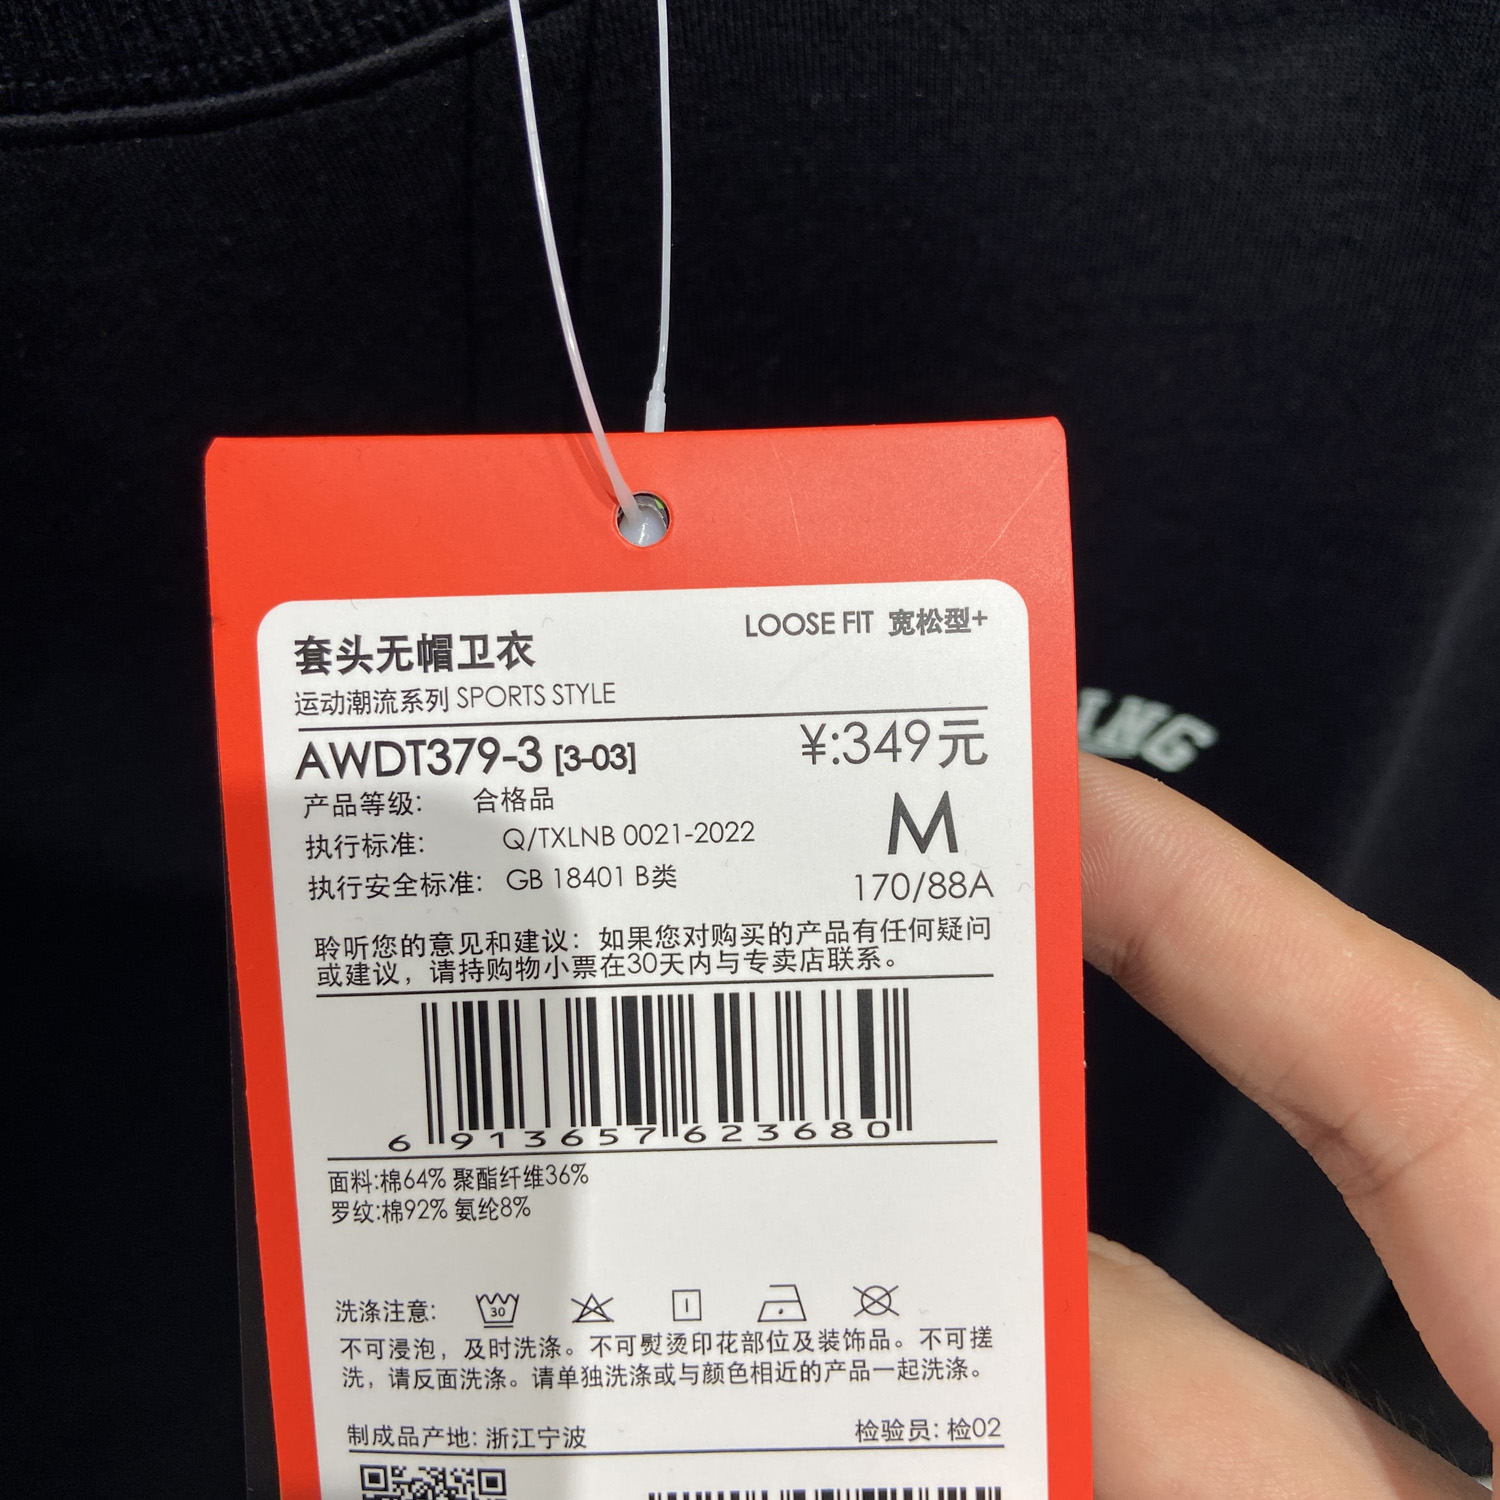 LOOSE FIT 宽松型+
套头无帽卫衣
运动潮流系列 SPORTS STYLE
AWDT379-3 [3-03] ¥:349元
产品等级: 合格品
M
执行标准: Q/TXLNB 0021-2022
执行安全标准: GB 18401 B类
170/88A
聆听您的意见和建议：如果您对购买的产品有任何疑问
或建议，请持购物小票在30天内与专卖店联系。
6 913657 623680
面料:棉64% 聚酯纤维36%
罗纹:棉92% 氨纶8%
洗涤注意: 30
不可浸泡，及时洗涤。不可熨烫印花部位及装饰品。不可搓
洗，请反面洗涤。请单独洗涤或与颜色相近的产品一起洗涤。
制成品产地: 浙江宁波 检验员: 检02